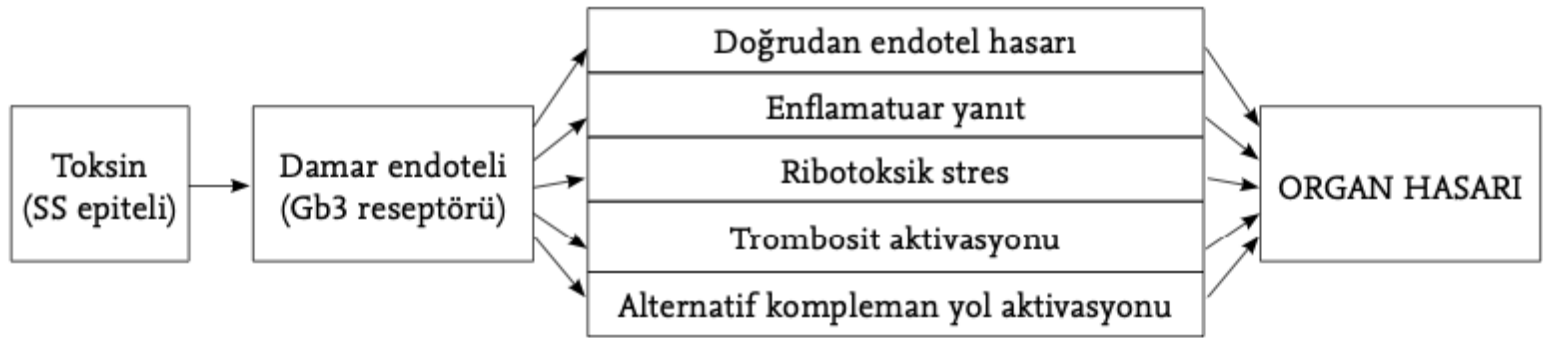 Toksin
(SS epiteli)
Damar endoteli
(Gb3 reseptörü)
Doğrudan endotel hasarı
Enflamatuar yanıt
Ribotoksik stres
Trombosit aktivasyonu
Alternatif kompleman yol aktivasyonu
ORGAN HASARI